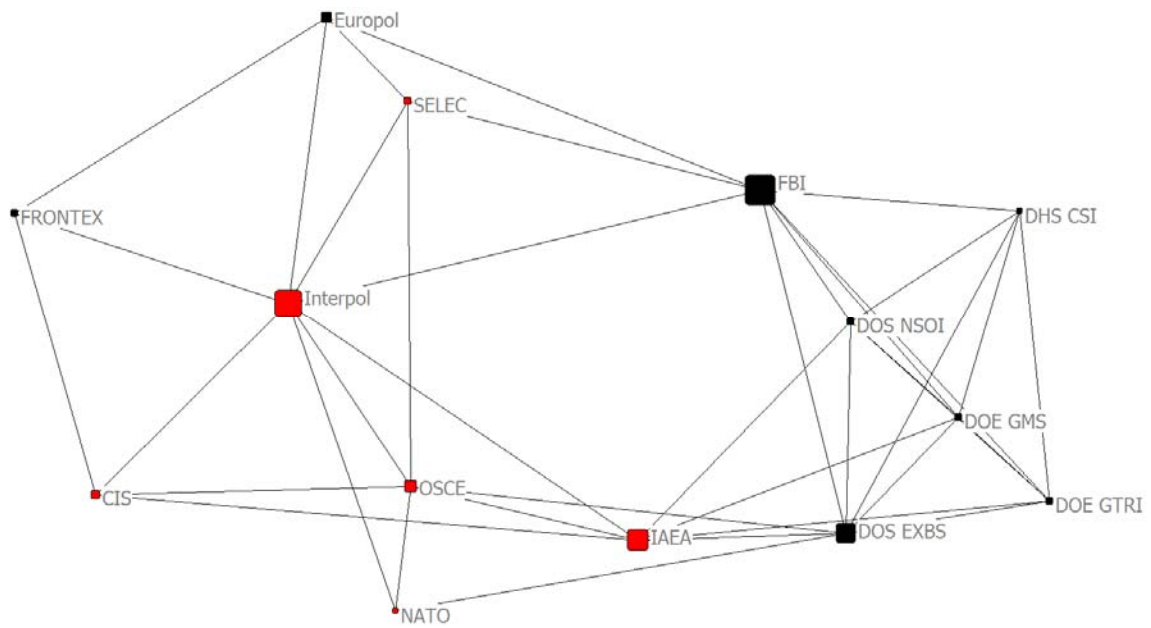 Europol
SELEC
FBI
FRONTEX
DHS CSI
Interpol
DOS NSOI
DOE GMS
OSCE
CIS
DOE GTRI
IAEA
DOS EXBS
NATO